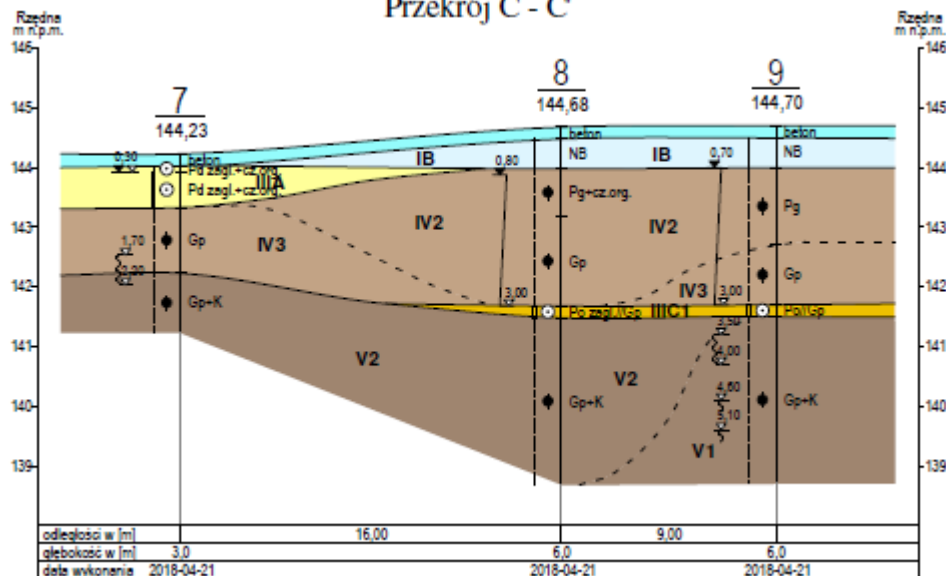 Przekrój C - C
Rzędna
m n.p.m.
Rzędna
m n.p.m.
146
146
145
145
144
144
143
143
142
142
141
141
140
140
139
139
7
144,23
8
144,68
9
144,70
0,30
beton
Pd zagl.+cz.org.
Pd zagl.+cz.org.
IIIA
IB
0,80
beton
NB
IB
0,70
beton
NB
Pg+cz.org.
Pg
IV2
IV2
IV3
1,70
2,20
Gp
Gp
Gp
IV3
Gp+K
3,00
3,00
Po zagl.//Gp
IIIC1
Po//Gp
3,50
4,00
V2
V2
4,60
5,10
Gp+K
Gp+K
V1
odległości w [m] 16,00 9,00
głębokość w [m] 3,0 6,0 6,0
data wykonania 2018-04-21 2018-04-21 2018-04-21